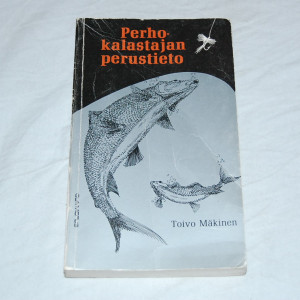 Perho-
kalastajan
perustieto
Toivo Mäkinen